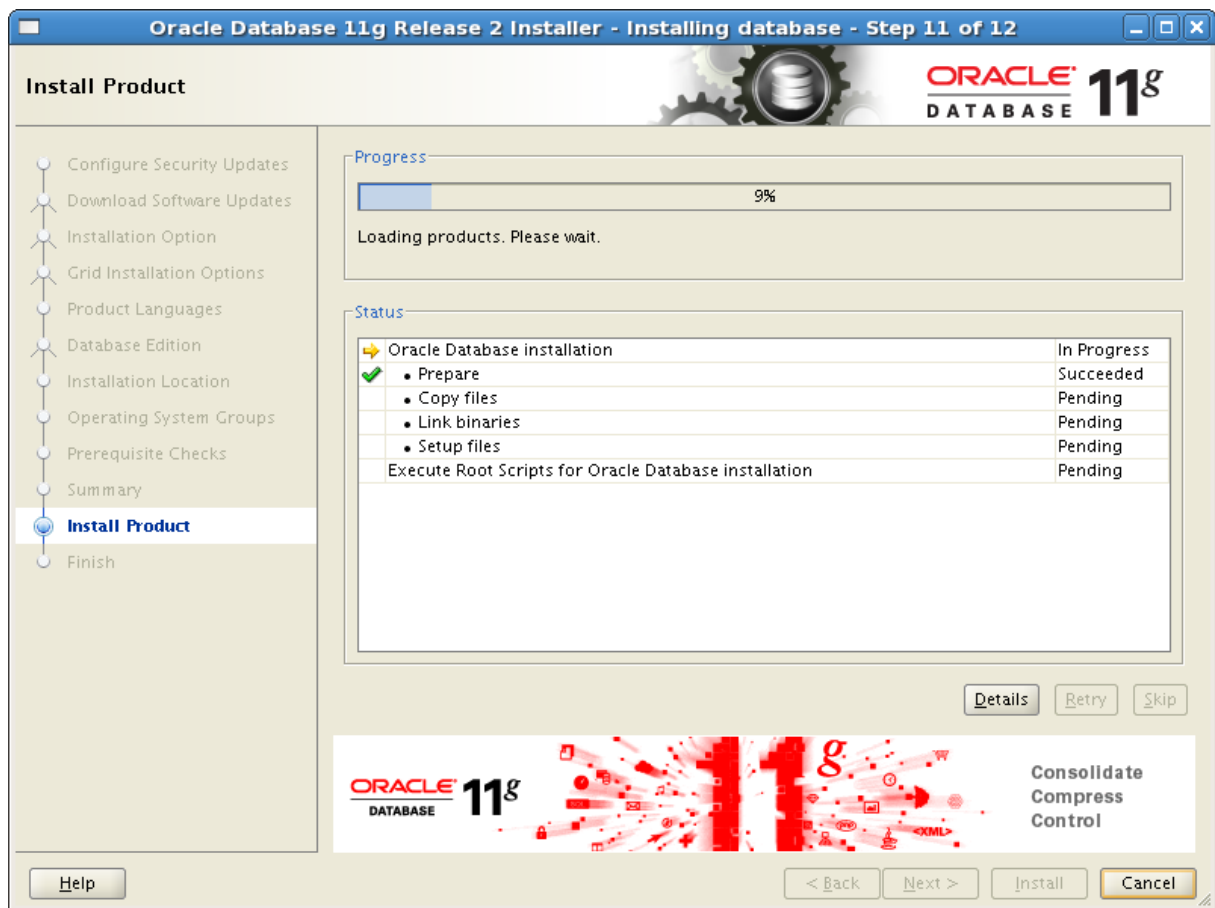 Oracle Database 11g Release 2 Installer - Installing database - Step 11 of 12
Install Product
ORACLE
DATABASE
11g
Configure Security Updates
Download Software Updates
Installation Option
Grid Installation Options
Product Languages
Database Edition
Installation Location
Operating System Groups
Prerequisite Checks
Summary
Install Product
Finish
Progress
9%
Loading products. Please wait.
Status
Oracle Database installation In Progress
• Prepare Succeeded
• Copy files Pending
• Link binaries Pending
• Setup files Pending
Execute Root Scripts for Oracle Database installation Pending
Details Retry Skip
ORACLE
DATABASE
11g
11g
<XML>
Consolidate
Compress
Control
Help < Back Next > Install Cancel